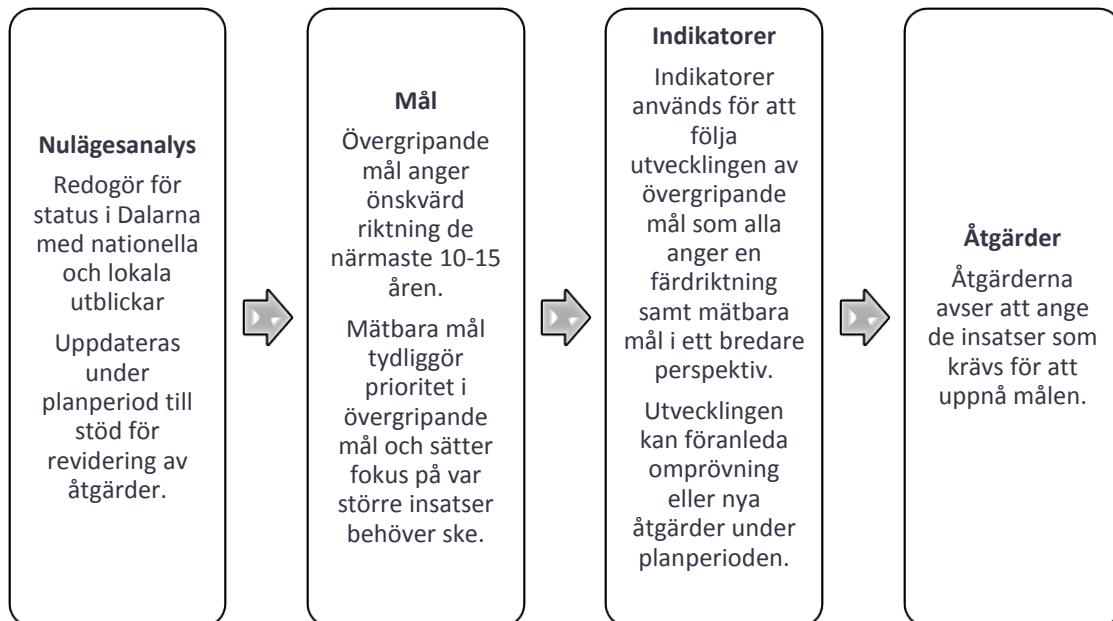 Nulägesanalys
Redogör för
status i Dalarna
med nationella
och lokala
utblickar
Uppdateras
under
planperiod till
stöd för
revidering av
åtgärder.
Mål
Övergripande
mål anger
önskvärd
riktning de
närmaste 10-15
åren.
Mätbara mål
tydliggör
prioritet i
övergripande
mål och sätter
fokus på var
större insatser
behöver ske.
Indikatorer
Indikatorer
används för att
följa
utvecklingen av
övergripande
mål som alla
anger en
färdriktning
samt mätbara
mål i ett bredare
perspektiv.
Utvecklingen
kan föranleda
omprövning
eller nya
åtgärder under
planperioden.
Åtgärder
Åtgärderna
avser att ange
de insatser som
krävs för att
uppnå målen.